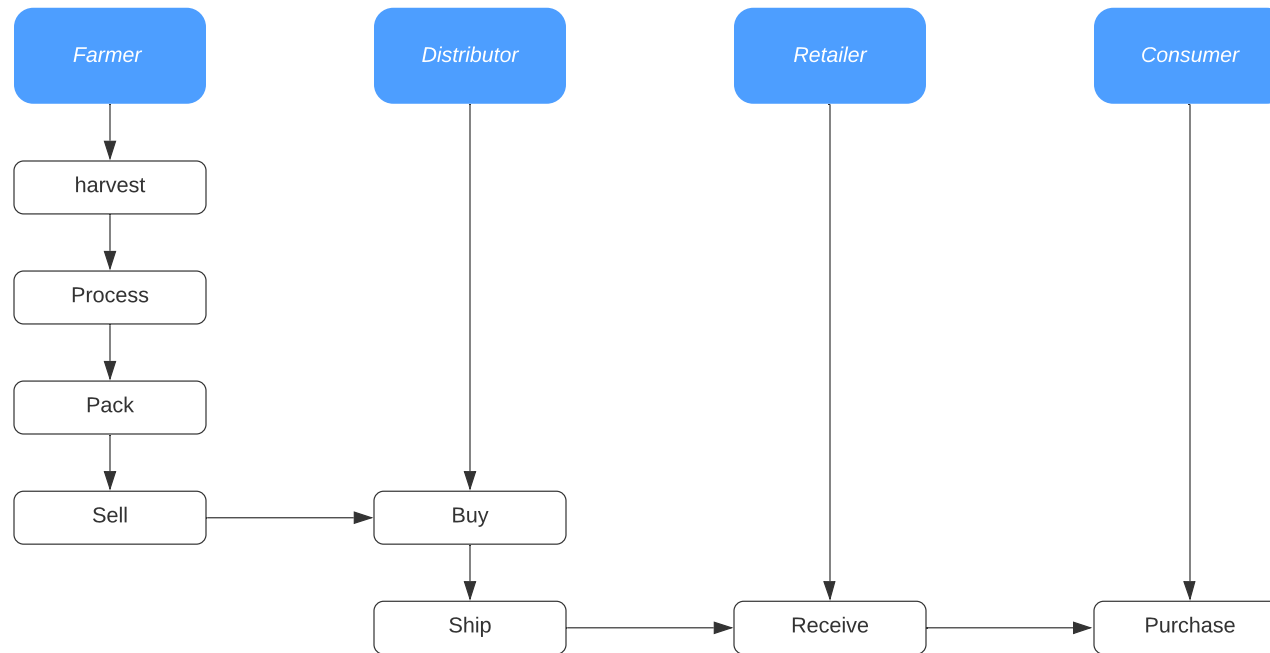 Farmer
Distributor
Retailer
Consumer
harvest
Process
Pack
Sell
Buy
Ship
Receive
Purchase